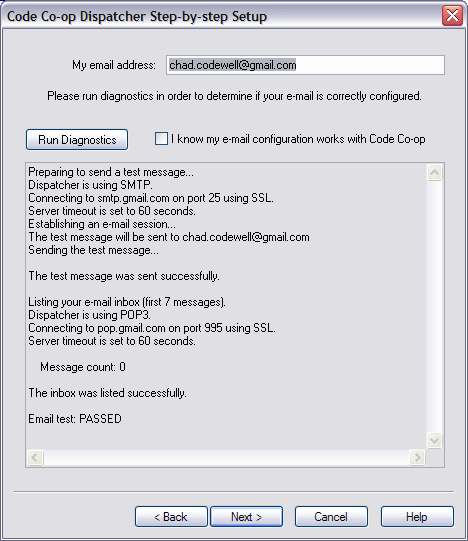 Code Co-op Dispatcher Step-by-step Setup
My email address: chad.codewell@gmail.com
Please run diagnostics in order to determine if your e-mail is correctly configured.
Run Diagnostics I know my e-mail configuration works with Code Co-op
Preparing to send a test message...
Dispatcher is using SMTP.
Connecting to smtp.gmail.com on port 25 using SSL.
Server timeout is set to 60 seconds.
Establishing an e-mail session...
The test message will be sent to chad.codewell@gmail.com
Sending the test message...
The test message was sent successfully.
Listing your e-mail inbox (first 7 messages).
Dispatcher is using POP3.
Connecting to pop.gmail.com on port 995 using SSL.
Server timeout is set to 60 seconds.
Message count: 0
The inbox was listed successfully.
Email test: PASSED
< Back Next > Cancel Help